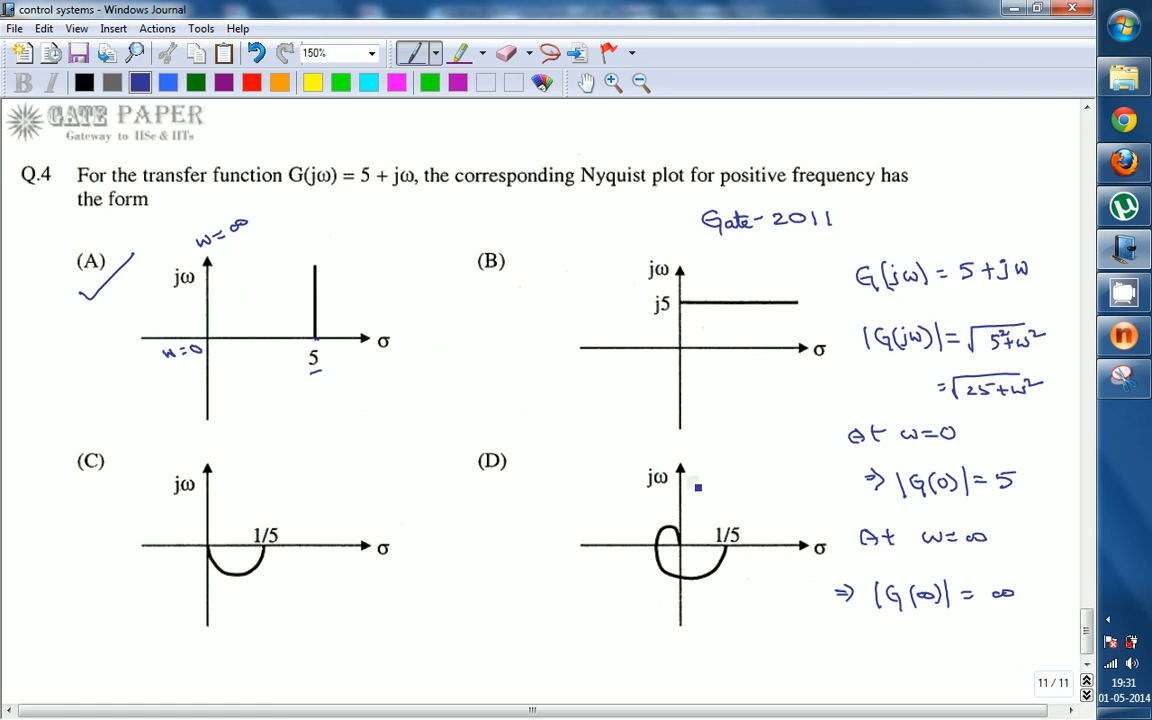 control systems - Windows Journal
File Edit View Insert Actions Tools Help
150%
B I
GATE PAPER
Gateway to IISc & IITs
Q.4 For the transfer function G(jω) = 5 + jω, the corresponding Nyquist plot for positive frequency has
the form
Gate-2011
(A)
w=∞
jω
w=0
5
σ
(B)
jω
j5
σ
G(jω) = 5+jω
|G(jω)| = √5²+ω²
= √25+ω²
At ω=0
⇒ |G(0)| = 5
At ω=∞
⇒ |G(∞)| = ∞
(C)
jω
1/5
σ
(D)
jω
1/5
σ
11 / 11
19:31
01-05-2014